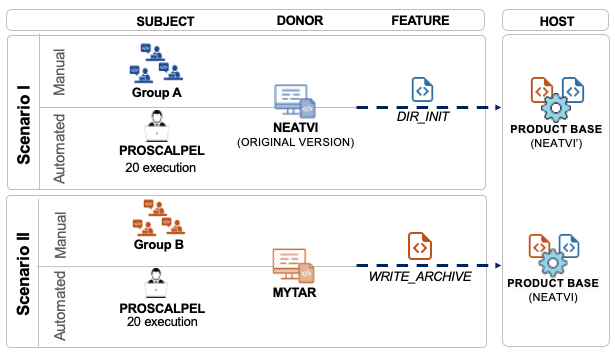 SUBJECT DONOR FEATURE HOST
Scenario I
Manual
Group A
Automated
PROSCALPEL
20 execution
NEATVI
(ORIGINAL VERSION)
DIR_INIT
PRODUCT BASE
(NEATVI')
Scenario II
Manual
Group B
Automated
PROSCALPEL
20 execution
MYTAR
WRITE_ARCHIVE
PRODUCT BASE
(NEATVI)